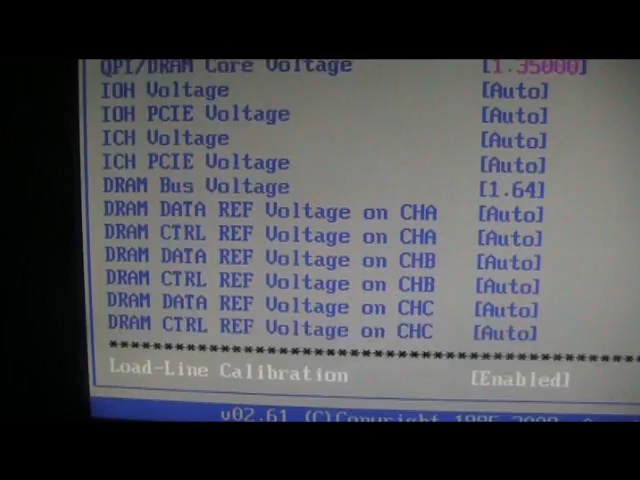 QPI/DRAM Core Voltage [1.35000]
IOH Voltage [Auto]
IOH PCIE Voltage [Auto]
ICH Voltage [Auto]
ICH PCIE Voltage [Auto]
DRAM Bus Voltage [1.64]
DRAM DATA REF Voltage on CHA [Auto]
DRAM CTRL REF Voltage on CHA [Auto]
DRAM DATA REF Voltage on CHB [Auto]
DRAM CTRL REF Voltage on CHB [Auto]
DRAM DATA REF Voltage on CHC [Auto]
DRAM CTRL REF Voltage on CHC [Auto]
Load-Line Calibration [Enabled]
v02.61 (C)Copyright